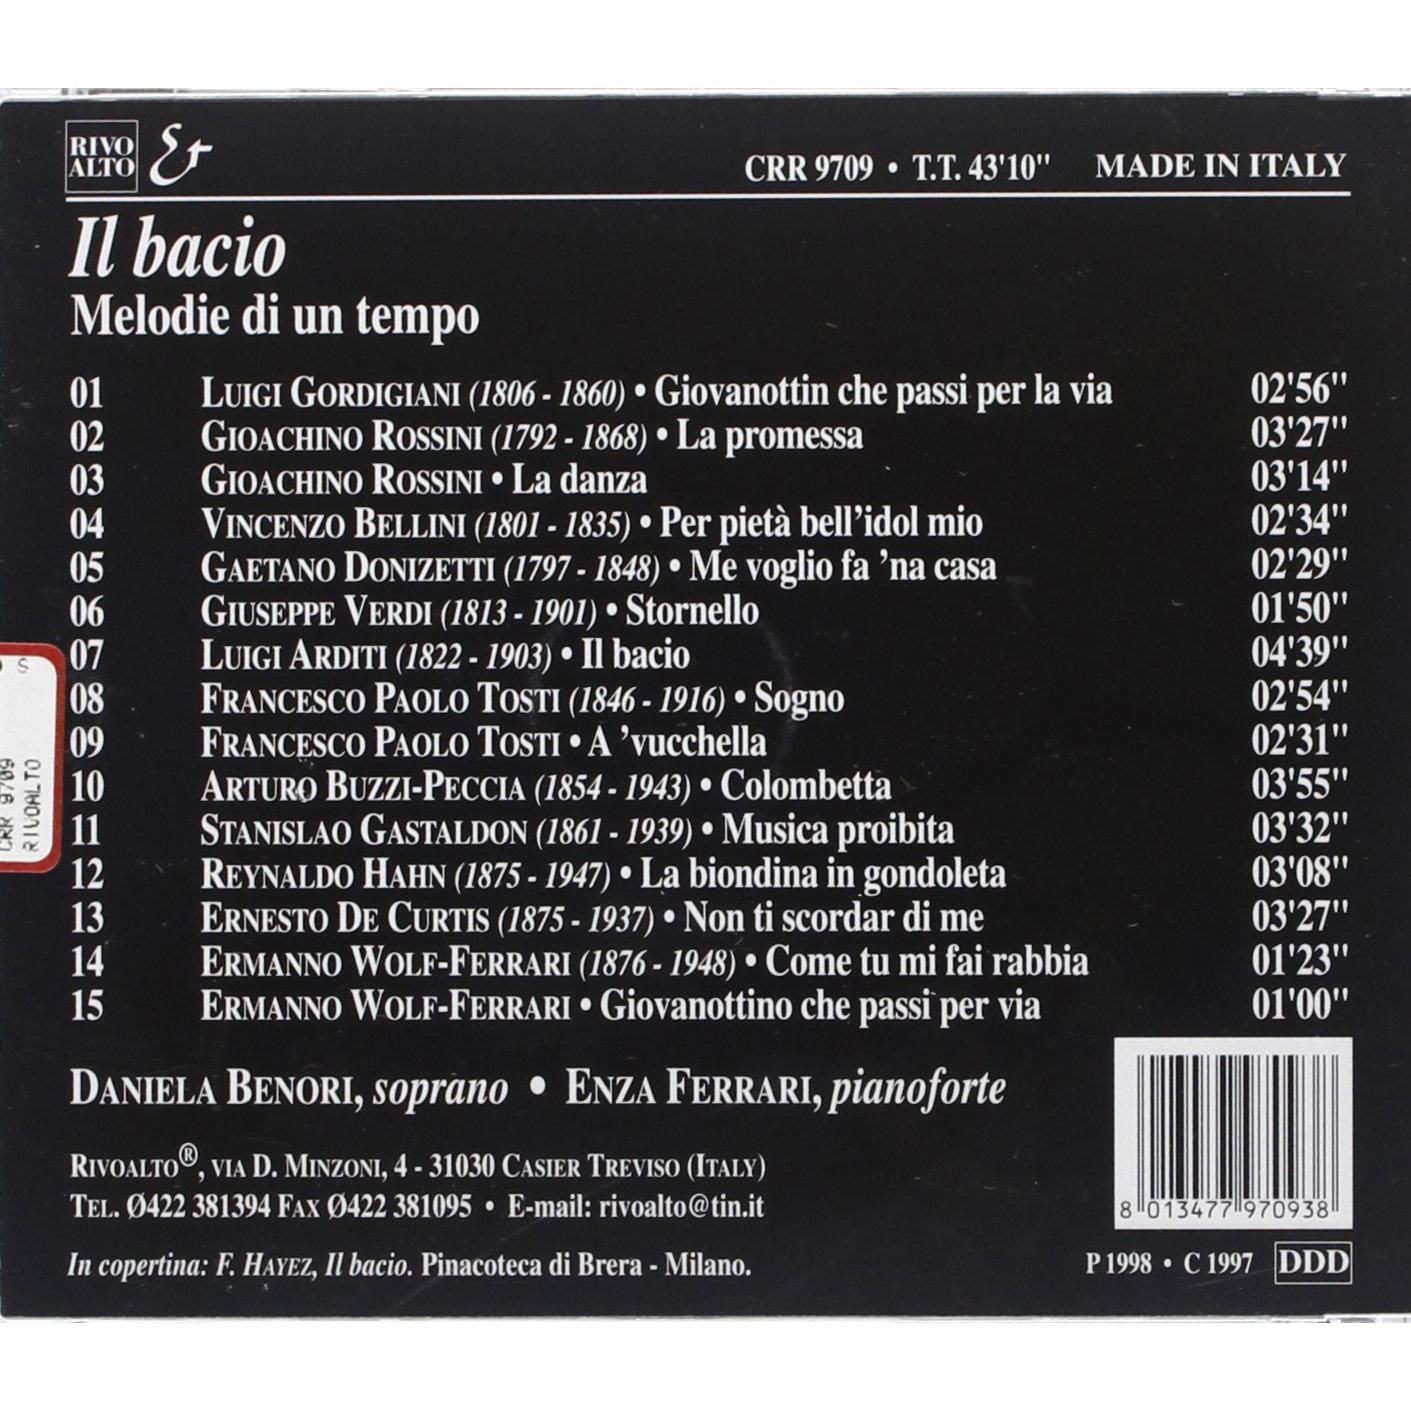 RIVO
ALTO
CRR 9709 • T.T. 43'10" MADE IN ITALY
Il bacio
Melodie di un tempo
01 LUIGI GORDIGIANI (1806 - 1860) • Giovanottin che passi per la via 02'56"
02 GIOACHINO ROSSINI (1792 - 1868) • La promessa 03'27"
03 GIOACHINO ROSSINI • La danza 03'14"
04 VINCENZO BELLINI (1801 - 1835) • Per pietà bell'idol mio 02'34"
05 GAETANO DONIZETTI (1797 - 1848) • Me voglio fa 'na casa 02'29"
06 GIUSEPPE VERDI (1813 - 1901) • Stornello 01'50"
07 LUIGI ARDITI (1822 - 1903) • Il bacio 04'39"
08 FRANCESCO PAOLO TOSTI (1846 - 1916) • Sogno 02'54"
09 FRANCESCO PAOLO TOSTI • A 'vucchella 02'31"
10 ARTURO BUZZI-PECCIA (1854 - 1943) • Colombetta 03'55"
11 STANISLAO GASTALDON (1861 - 1939) • Musica proibita 03'32"
12 REYNALDO HAHN (1875 - 1947) • La biondina in gondoleta 03'08"
13 ERNESTO DE CURTIS (1875 - 1937) • Non ti scordar di me 03'27"
14 ERMANNO WOLF-FERRARI (1876 - 1948) • Come tu mi fai rabbia 01'23"
15 ERMANNO WOLF-FERRARI • Giovanottino che passi per via 01'00"
DANIELA BENORI, soprano • ENZA FERRARI, pianoforte
RIVOALTO®, VIA D. MINZONI, 4 - 31030 CASIER TREVISO (ITALY)
TEL. Ø422 381394 FAX Ø422 381095 • E-mail: rivoalto@tin.it
In copertina: F. HAYEZ, Il bacio. Pinacoteca di Brera - Milano.
8 013477 970938
P 1998 • C 1997 DDD
CRR 9709
RIVOALTO